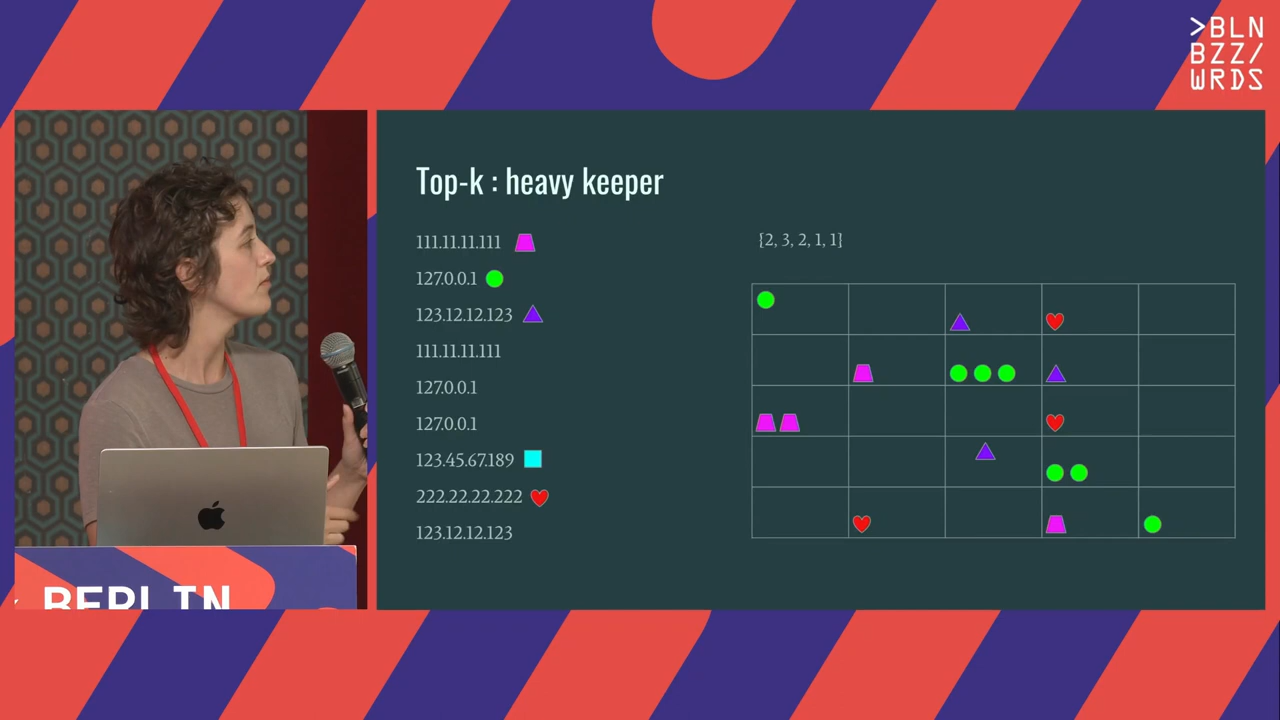 >BLN
BZZ/
WRDS
Top-k : heavy keeper
111.11.11.111
127.0.0.1
123.12.12.123
111.11.11.111
127.0.0.1
127.0.0.1
123.45.67.189
222.22.22.222
123.12.12.123
{2, 3, 2, 1, 1}
BERLIN